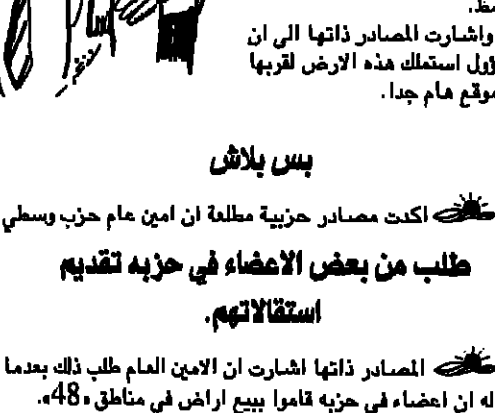 مظ.
واشارت المصادر ذاتها الى ان
ؤول استملك هذه الارض لقربها
موقع هام جدا.
بس بلاش
اكدت مصادر حزبية مطلعة ان امين عام حزب وسطي
طلب من بعض الاعضاء في حزبه تقديم
استقالاتهم.
المصادر ذاتها اشارت ان الامين العام طلب ذلك بعدما
له ان اعضاء في حزبه قاموا ببيع اراض في مناطق «48».